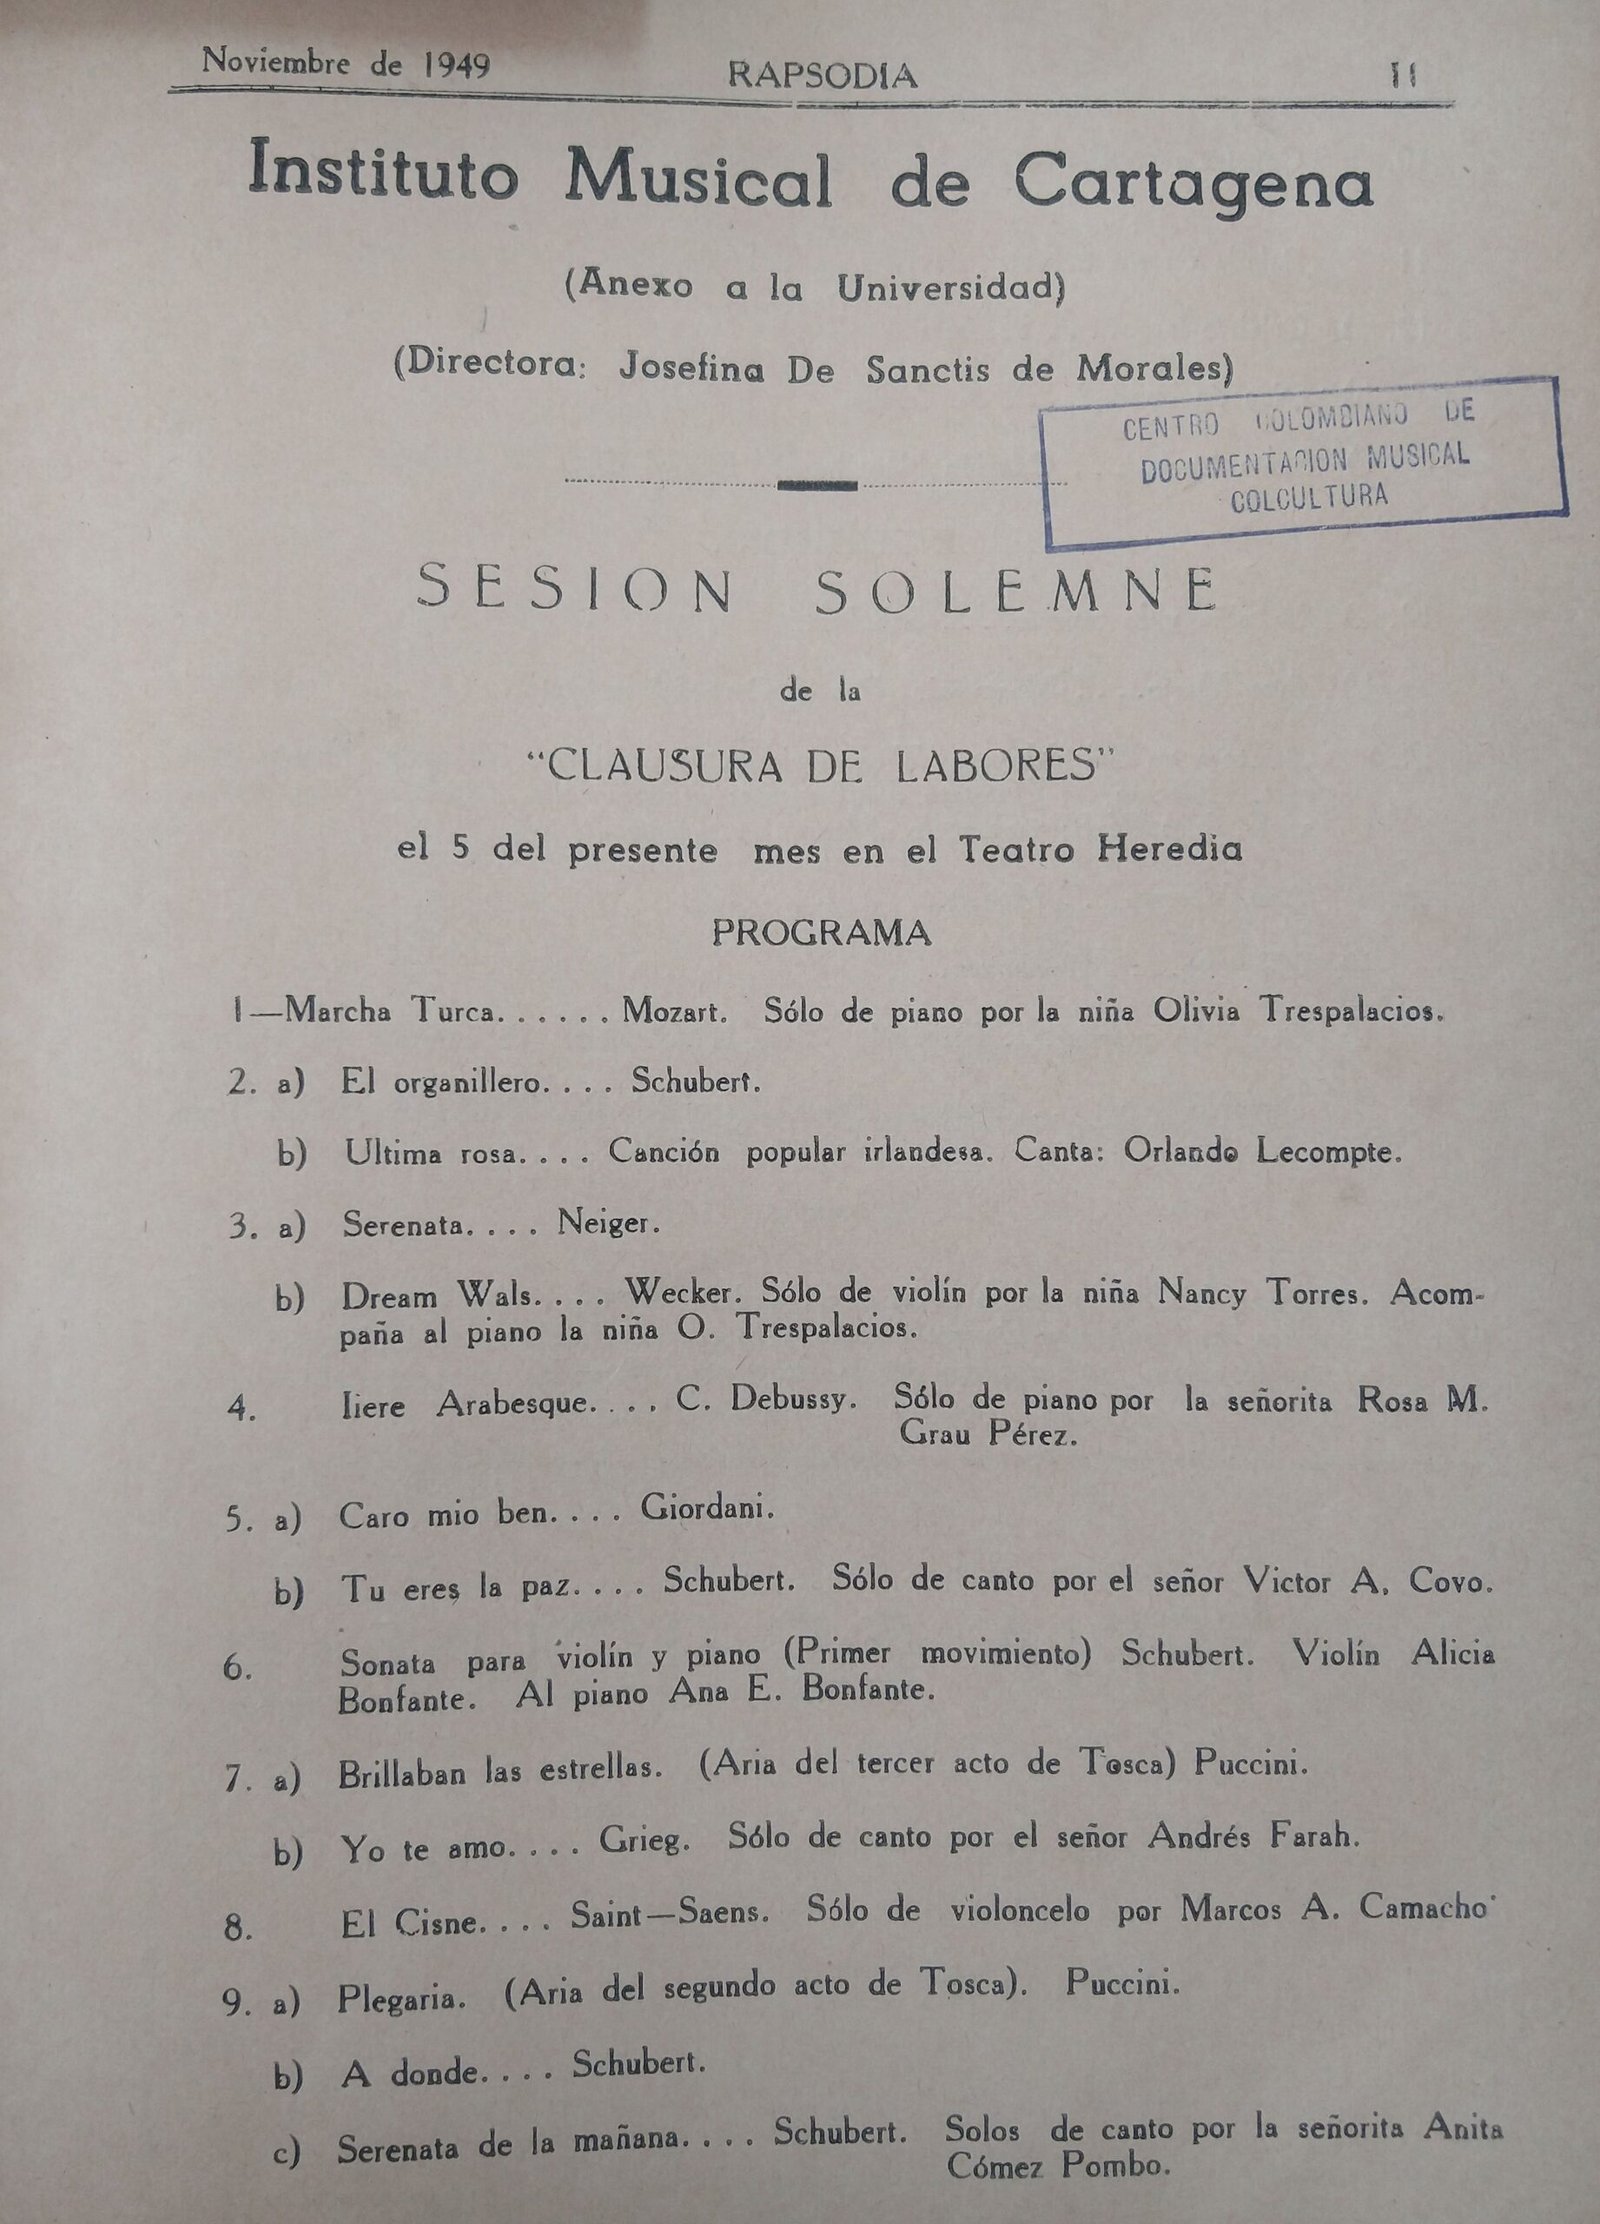 Noviembre de 1949
RAPSODIA
11
Instituto Musical de Cartagena
(Anexo a la Universidad)
(Directora: Josefina De Sanctis de Morales)
CENTRO COLOMBIANO DE
DOCUMENTACION MUSICAL
COLCULTURA
SESION SOLEMNE
de la
“CLAUSURA DE LABORES”
el 5 del presente mes en el Teatro Heredia
PROGRAMA
1—Marcha Turca. . . . . . Mozart. Sólo de piano por la niña Olivia Trespalacios.
2. a) El organillero. . . . Schubert.
b) Ultima rosa. . . . Canción popular irlandesa. Canta: Orlando Lecompte.
3. a) Serenata. . . . Neiger.
b) Dream Wals. . . . Wecker. Sólo de violín por la niña Nancy Torres. Acom-
paña al piano la niña O. Trespalacios.
4. Iiere Arabesque. . . . C. Debussy. Sólo de piano por la señorita Rosa M.
Grau Pérez.
5. a) Caro mio ben. . . . Giordani.
b) Tu eres la paz. . . . Schubert. Sólo de canto por el señor Victor A. Covo.
6. Sonata para violín y piano (Primer movimiento) Schubert. Violín Alicia
Bonfante. Al piano Ana E. Bonfante.
7. a) Brillaban las estrellas. (Aria del tercer acto de Tosca) Puccini.
b) Yo te amo. . . . Grieg. Sólo de canto por el señor Andrés Farah.
8. El Cisne. . . . Saint—Saens. Sólo de violoncelo por Marcos A. Camacho
9. a) Plegaria. (Aria del segundo acto de Tosca). Puccini.
b) A donde. . . . Schubert.
c) Serenata de la mañana. . . . Schubert. Solos de canto por la señorita Anita
Cómez Pombo.